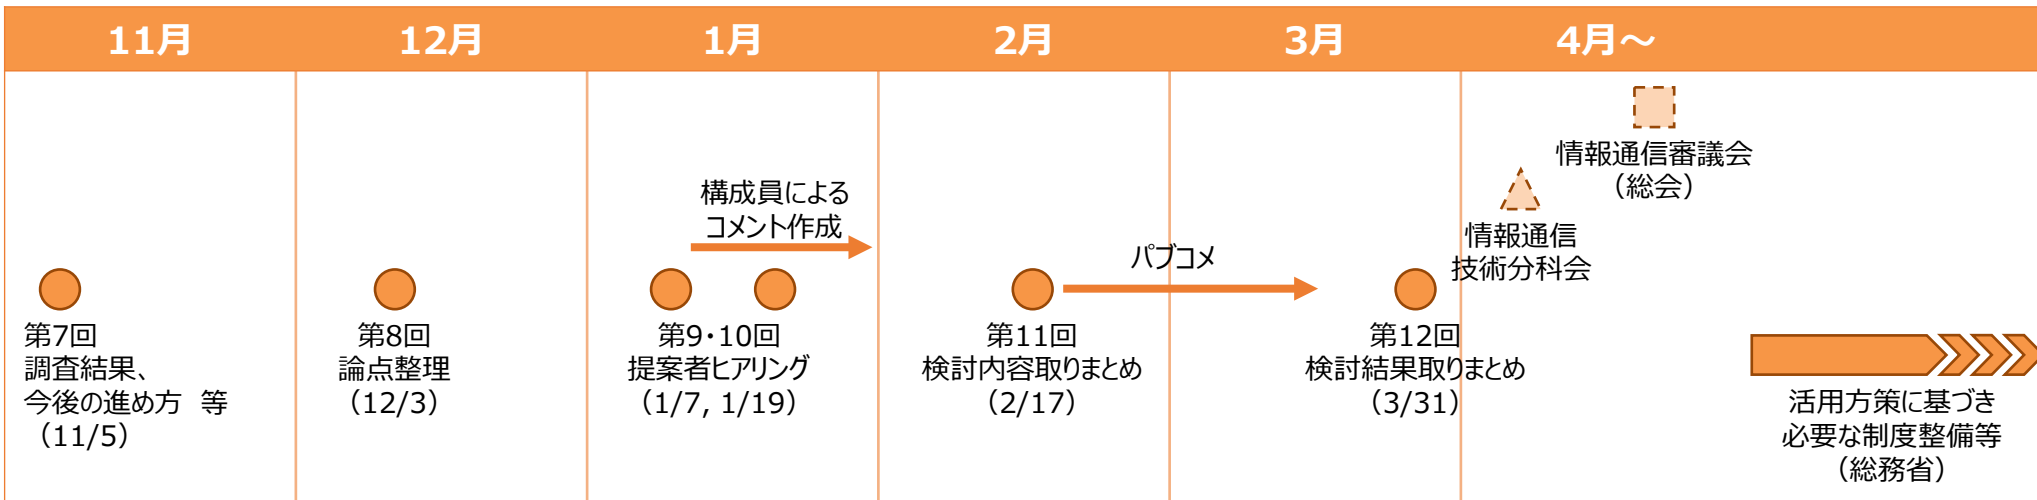 11月
12月
1月
2月
3月
4月～
情報通信審議会
（総会）
構成員による
コメント作成
情報通信
技術分科会
パブコメ
第7回
調査結果、
今後の進め方　等
（11/5）
第8回
論点整理
（12/3）
第9・10回
提案者ヒアリング
（1/7, 1/19）
第11回
検討内容取りまとめ
（2/17）
第12回
検討結果取りまとめ
（3/31）
活用方策に基づき
必要な制度整備等
（総務省）